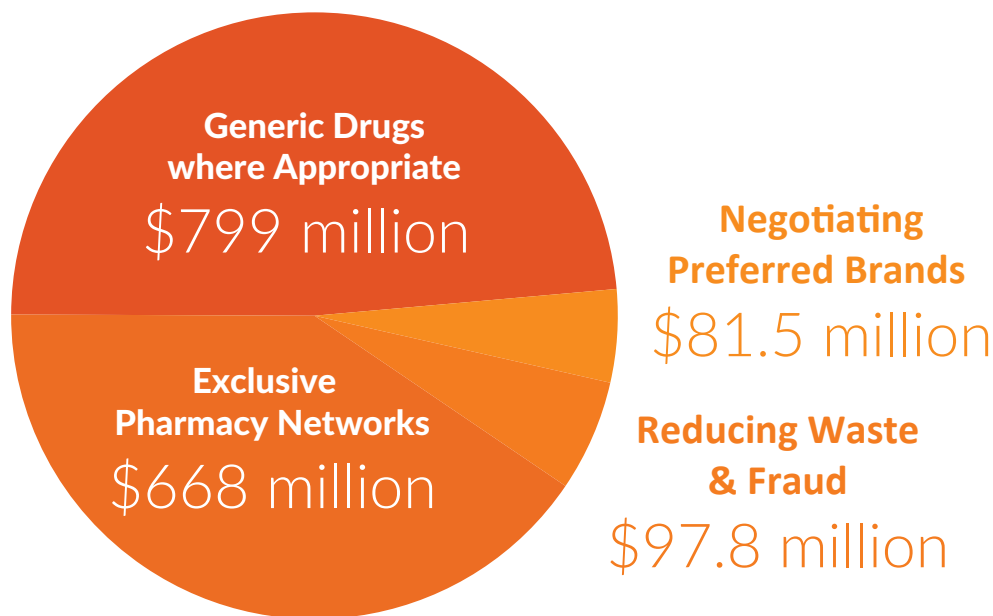 Generic Drugs
where Appropriate
$799 million
Negotiating
Preferred Brands
$81.5 million
Exclusive
Pharmacy Networks
$668 million
Reducing Waste
& Fraud
$97.8 million